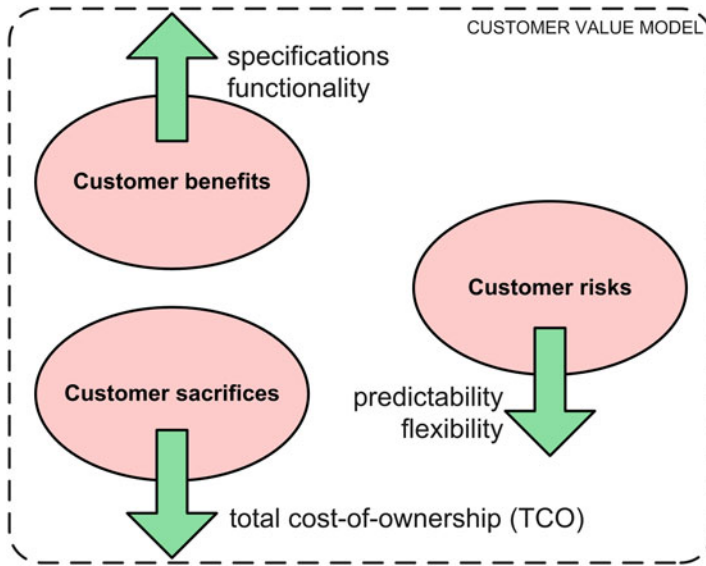 CUSTOMER VALUE MODEL
specifications
functionality
Customer benefits
Customer risks
Customer sacrifices
predictability
flexibility
total cost-of-ownership (TCO)